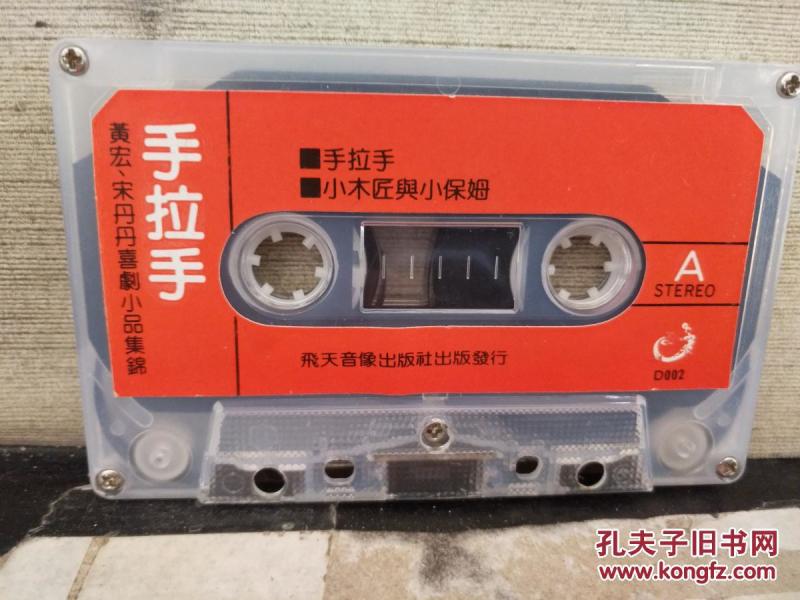 手拉手
黃宏、宋丹丹喜劇小品集錦
■手拉手
■小木匠與小保姆
A
STEREO
飛天音像出版社出版發行
D002
孔夫子旧书网
www.kongfz.com